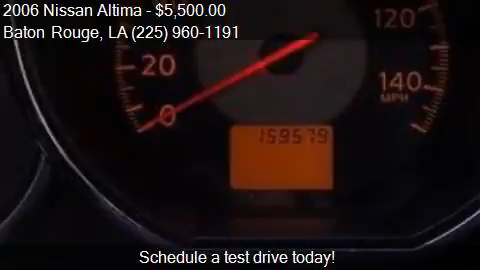 2006 Nissan Altima - $5,500.00
Baton Rouge, LA (225) 960-1191
120
20
140
MPH
0
159579
Schedule a test drive today!